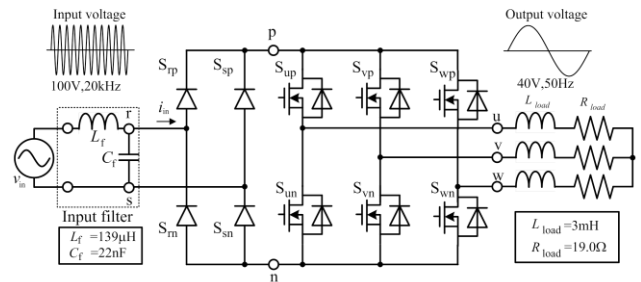 Input voltage
100V,20kHz
Output voltage
40V,50Hz
p
S_rp
S_sp
S_up
S_vp
S_wp
L_load
R_load
i_in
r
L_f
C_f
v_in
s
u
v
w
Input filter
L_f =139μH
C_f =22nF
S_rn
S_sn
S_un
S_vn
S_wn
n
L_load =3mH
R_load =19.0Ω